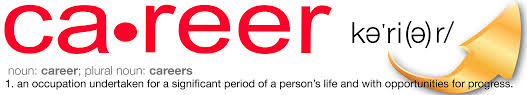 ca•reer kəˈri(ə)r/
noun: career; plural noun: careers
1. an occupation undertaken for a significant period of a person's life and with opportunities for progress.